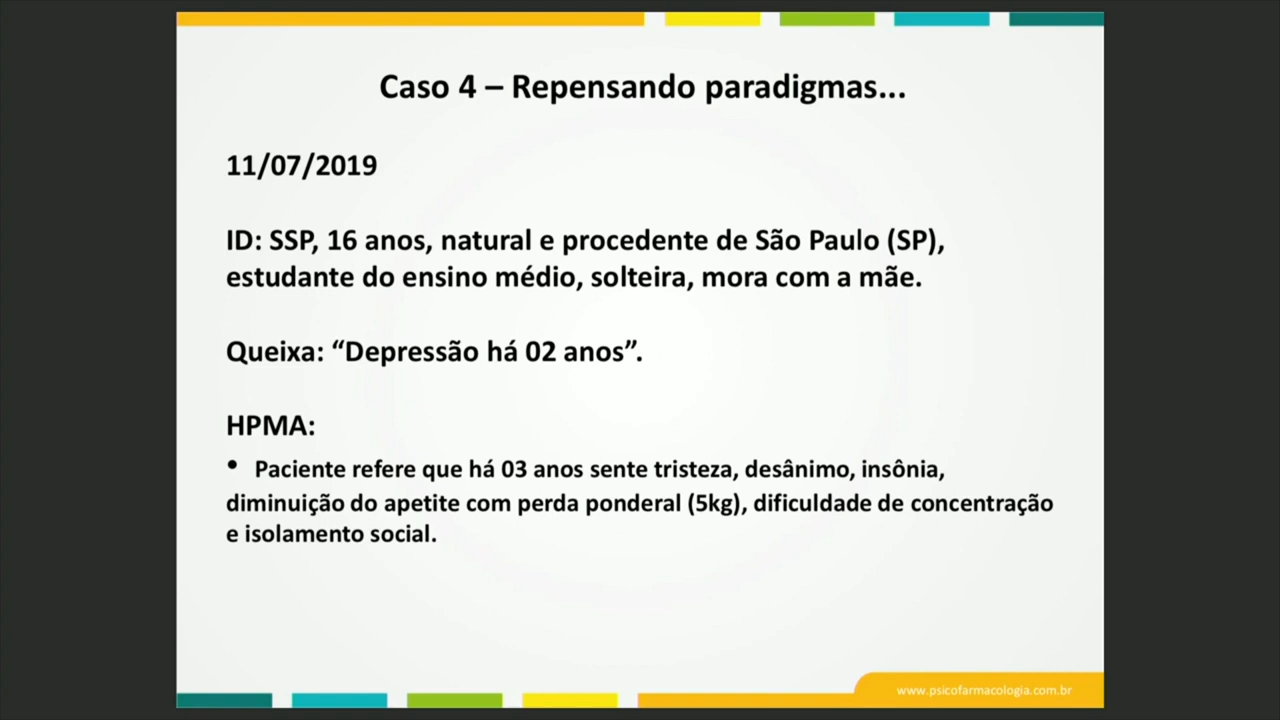 Caso 4 – Repensando paradigmas...
11/07/2019
ID: SSP, 16 anos, natural e procedente de São Paulo (SP),
estudante do ensino médio, solteira, mora com a mãe.
Queixa: “Depressão há 02 anos”.
HPMA:
• Paciente refere que há 03 anos sente tristeza, desânimo, insônia,
diminuição do apetite com perda ponderal (5kg), dificuldade de concentração
e isolamento social.
www.psicofarmacologia.com.br